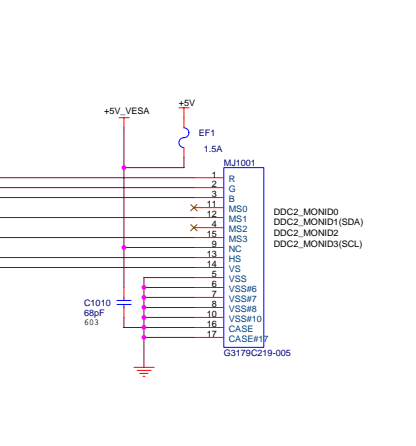 +5V_VESA
+5V
EF1
1.5A
MJ1001
1 R
2 G
3 B
11 MS0
12 MS1
4 MS2
15 MS3
9 NC
13 HS
14 VS
5 VSS
6 VSS#6
7 VSS#7
8 VSS#8
10 VSS#10
16 CASE
17 CASE#17
G3179C219-005
DDC2_MONID0
DDC2_MONID1(SDA)
DDC2_MONID2
DDC2_MONID3(SCL)
C1010
68pF
603